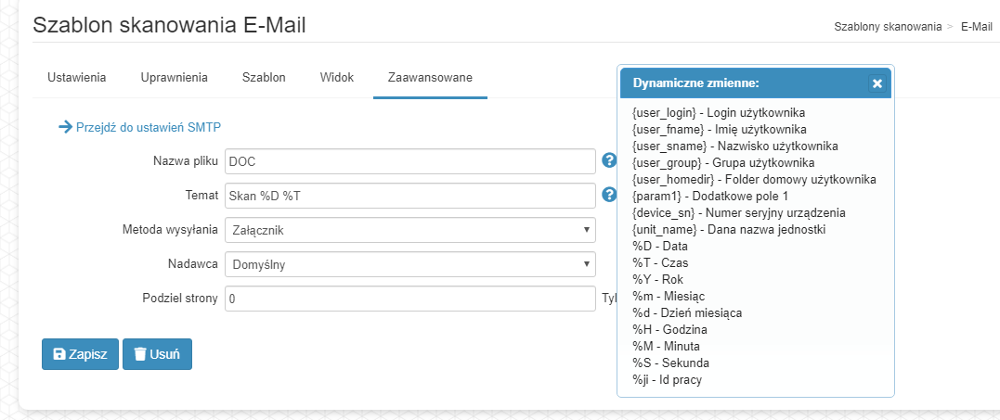 Szablon skanowania E-Mail
Szablony skanowania > E-Mail
Ustawienia Uprawnienia Szablon Widok Zaawansowane
Przejdź do ustawień SMTP
Nazwa pliku DOC ?
Temat Skan %D %T ?
Metoda wysyłania Załącznik
Nadawca Domyślny
Podziel strony 0 Tyl
Zapisz Usuń
Dynamiczne zmienne:
{user_login} - Login użytkownika
{user_fname} - Imię użytkownika
{user_sname} - Nazwisko użytkownika
{user_group} - Grupa użytkownika
{user_homedir} - Folder domowy użytkownika
{param1} - Dodatkowe pole 1
{device_sn} - Numer seryjny urządzenia
{unit_name} - Dana nazwa jednostki
%D - Data
%T - Czas
%Y - Rok
%m - Miesiąc
%d - Dzień miesiąca
%H - Godzina
%M - Minuta
%S - Sekunda
%ji - Id pracy